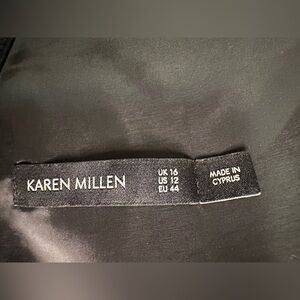 KAREN MILLEN
UK 16
US 12
EU 44
MADE IN
CYPRUS